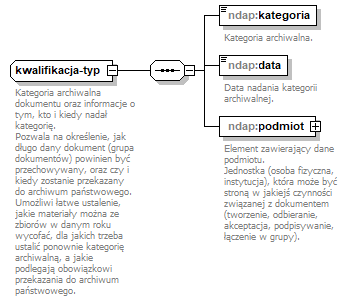 kwalifikacja-typ
Kategoria archiwalna
dokumentu oraz informacje o
tym, kto i kiedy nadał
kategorię.
Pozwala na określenie, jak
długo dany dokument (grupa
dokumentów) powinien być
przechowywany, oraz czy i
kiedy zostanie przekazany
do archiwum państwowego.
Umożliwi łatwe ustalenie,
jakie materiały można ze
zbiorów w danym roku
wycofać, dla jakich trzeba
ustalić ponownie kategorię
archiwalną, a jakie
podlegają obowiązkowi
przekazania do archiwum
państwowego.
ndap:kategoria
Kategoria archiwalna.
ndap:data
Data nadania kategorii
archiwalnej.
ndap:podmiot
Element zawierający dane
podmiotu.
Jednostka (osoba fizyczna,
instytucja), która może być
stroną w jakiejś czynności
związanej z dokumentem
(tworzenie, odbieranie,
akceptacja, podpisywanie,
łączenie w grupy).